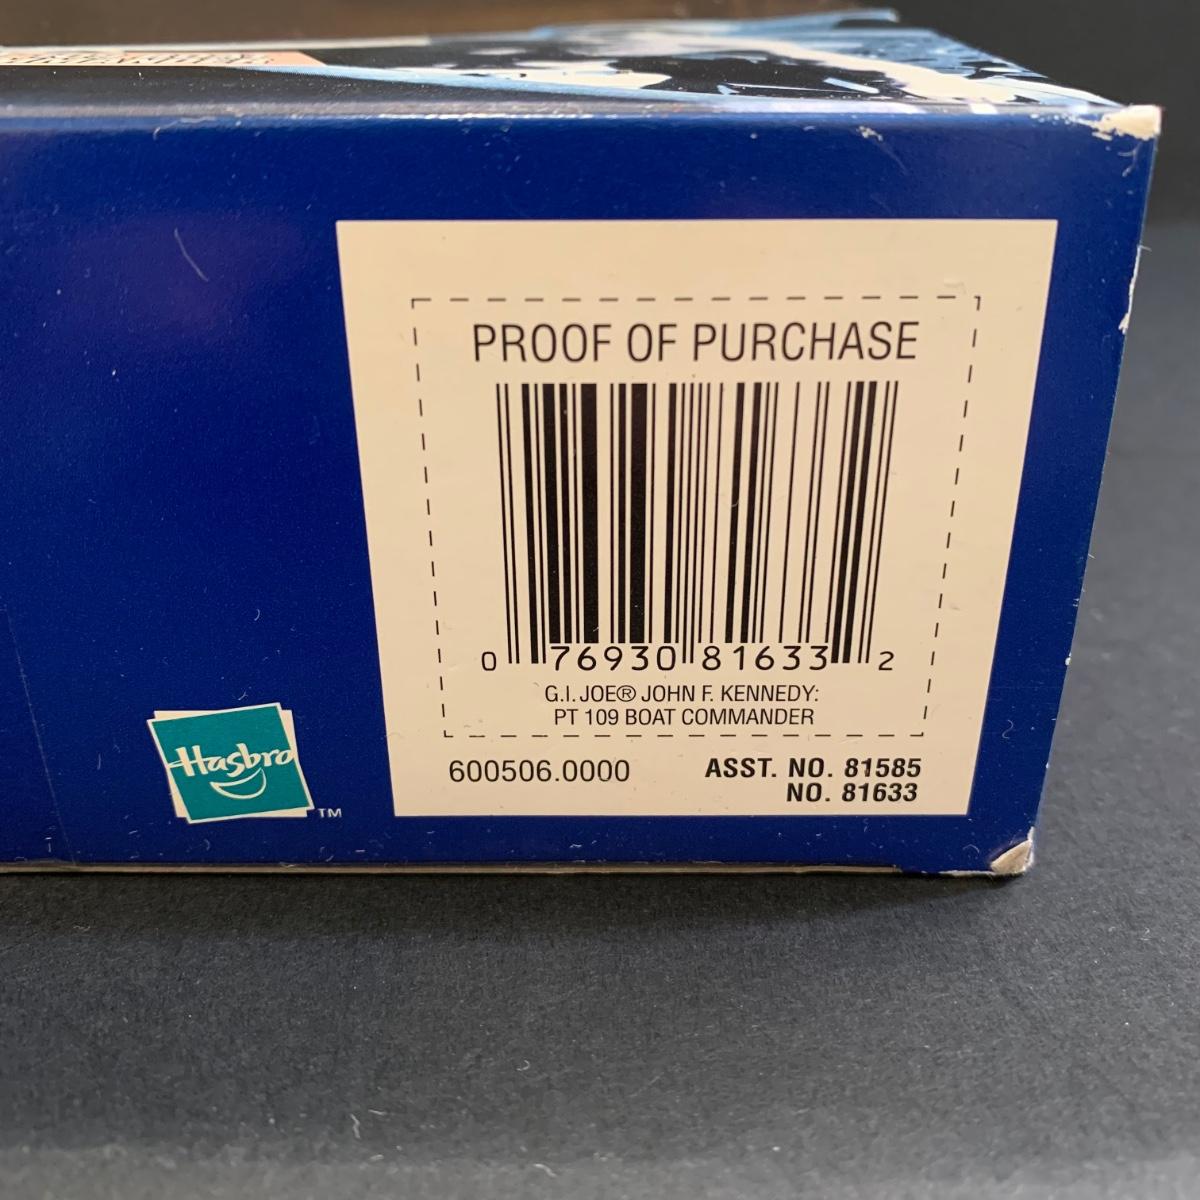 PROOF OF PURCHASE
0 76930 81633 2
G.I. JOE® JOHN F. KENNEDY:
PT 109 BOAT COMMANDER
600506.0000 ASST. NO. 81585
NO. 81633
Hasbro
TM